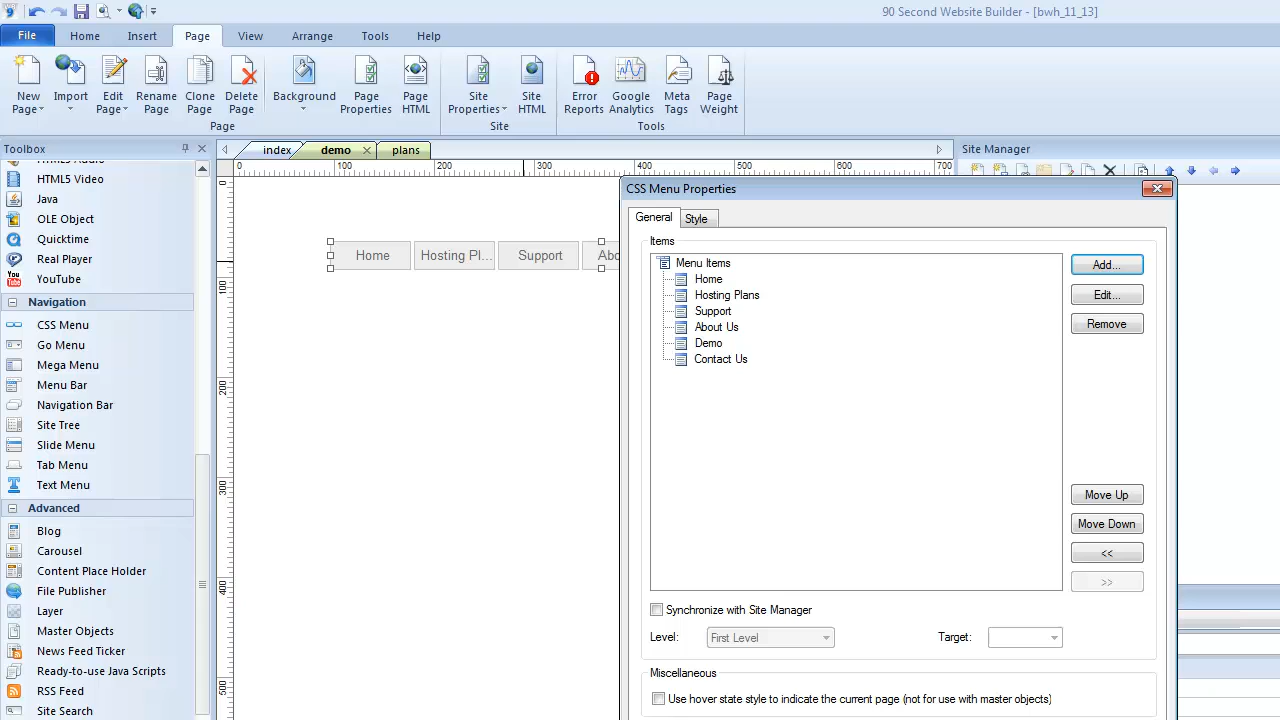 90 Second Website Builder - [bwh_11_13]
File Home Insert Page View Arrange Tools Help
New Page Import Edit Page Rename Page Clone Page Delete Page Background Page Properties Page HTML Site Properties Site HTML Error Reports Google Analytics Meta Tags Page Weight
Page Site Tools
Toolbox
index demo plans
Site Manager
0 100 200 300 400 500 600 700
HTML5 Audio
HTML5 Video
Java
OLE Object
Quicktime
Real Player
YouTube
Navigation
CSS Menu
Go Menu
Mega Menu
Menu Bar
Navigation Bar
Site Tree
Slide Menu
Tab Menu
Text Menu
Advanced
Blog
Carousel
Content Place Holder
File Publisher
Layer
Master Objects
News Feed Ticker
Ready-to-use Java Scripts
RSS Feed
Site Search
0
100
200
300
400
500
Home Hosting Pl... Support Abo
CSS Menu Properties
General Style
Items
Menu Items
Home
Hosting Plans
Support
About Us
Demo
Contact Us
Add...
Edit...
Remove
Move Up
Move Down
<<
>>
Synchronize with Site Manager
Level: First Level Target:
Miscellaneous
Use hover state style to indicate the current page (not for use with master objects)